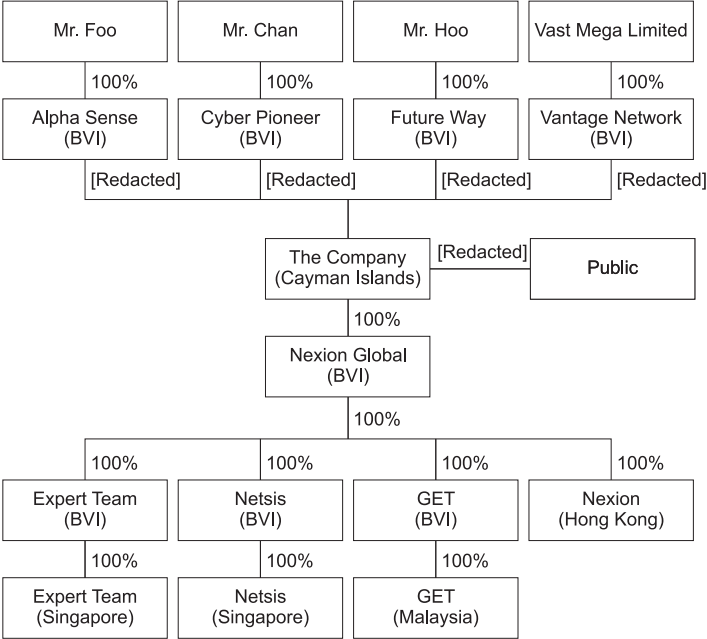 Mr. Foo
Mr. Chan
Mr. Hoo
Vast Mega Limited
100%
100%
100%
100%
Alpha Sense
(BVI)
Cyber Pioneer
(BVI)
Future Way
(BVI)
Vantage Network
(BVI)
[Redacted]
[Redacted]
[Redacted]
[Redacted]
The Company
(Cayman Islands)
[Redacted]
Public
100%
Nexion Global
(BVI)
100%
100%
100%
100%
100%
Expert Team
(BVI)
Netsis
(BVI)
GET
(BVI)
Nexion
(Hong Kong)
100%
100%
100%
Expert Team
(Singapore)
Netsis
(Singapore)
GET
(Malaysia)